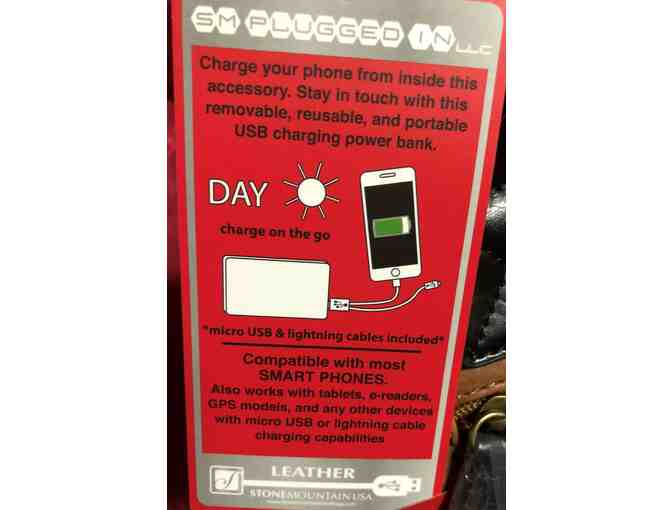 SM PLUGGED IN LLC
Charge your phone from inside this
accessory. Stay in touch with this
removable, reusable, and portable
USB charging power bank.
DAY
charge on the go
*micro USB & lightning cables included*
Compatible with most
SMART PHONES.
Also works with tablets, e-readers,
GPS models, and any other devices
with micro USB or lightning cable
charging capabilities
LEATHER
STONEMOUNTAIN USA